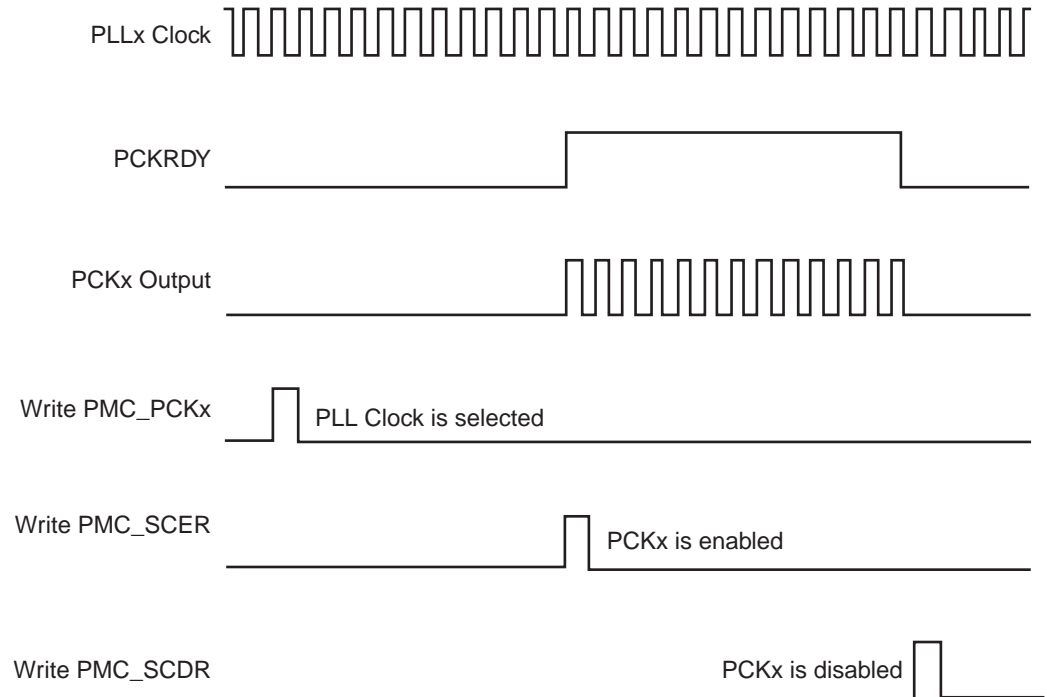 PLLx Clock
PCKRDY
PCKx Output
Write PMC_PCKx
PLL Clock is selected
Write PMC_SCER
PCKx is enabled
Write PMC_SCDR
PCKx is disabled